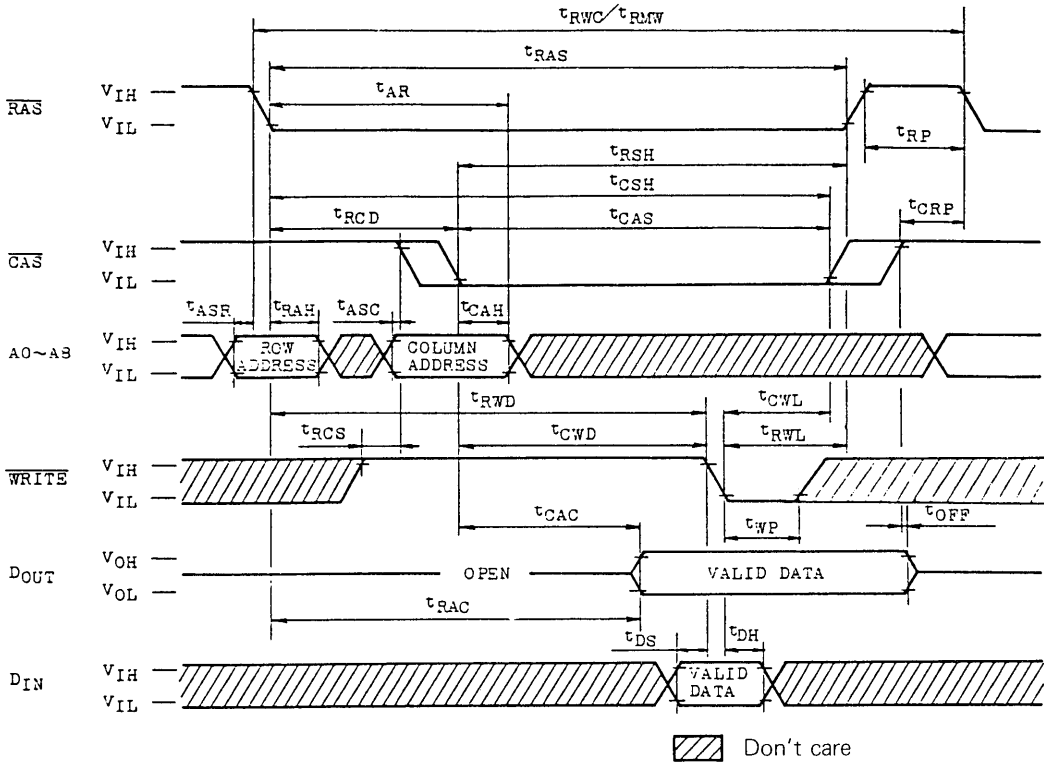 tRWC/tRMW
tRAS
tAR
RAS
VIH
VIL
tRP
tRSH
tCSH
tCRP
tRCD
tCAS
CAS
VIH
VIL
tASR
tRAH
tASC
tCAH
A0~A8
VIH
VIL
ROW
ADDRESS
COLUMN
ADDRESS
tRWD
tCWL
tRCS
tCWD
tRWL
WRITE
VIH
VIL
tCAC
tWP
tOFF
DOUT
VOH
VOL
OPEN
VALID DATA
tRAC
tDS
tDH
DIN
VIH
VIL
VALID
DATA
Don't care